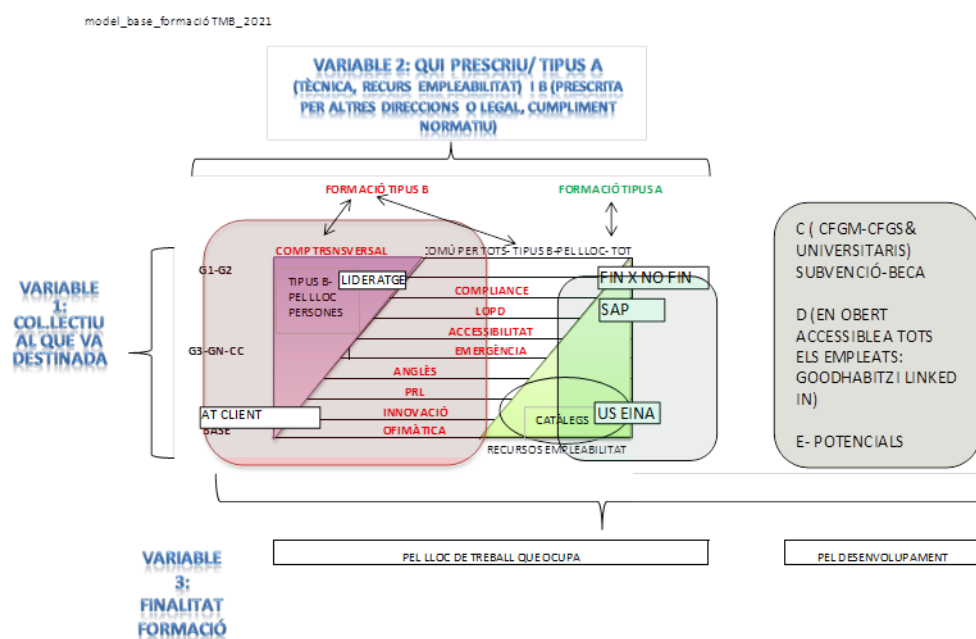 model_base_formació TMB_2021
VARIABLE 2: QUI PRESCRIU/ TIPUS A
(TÈCNICA, RECURS EMPLEABILITAT) I B (PRESCRITA
PER ALTRES DIRECCIONS O LEGAL, CUMPLIMENT
NORMATIU)
FORMACIÓ TIPUS B
FORMACIÓ TIPUS A
COMP TRSNSVERSAL
COMÚ PER TOTS- TIPUS B-PEL LLOC- TOT
G1-G2
TIPUS B-
PEL LLOC
PERSONES
LIDERATGE
FIN X NO FIN
COMPLIANCE
SAP
LOPD
ACCESSIBILITAT
VARIABLE
1:
COL.LECTIU
AL QUE VA
DESTINADA
G3-GN-CC
EMERGÈNCIA
ANGLÈS
PRL
AT CLIENT
INNOVACIÓ
CATÀLEGS
US EINA
BASE
OFIMÀTICA
RECURSOS EMPLEABILITAT
C ( CFGM-CFGS&
UNIVERSITARIS)
SUBVENCIÓ-BECA
D (EN OBERT
ACCESSIBLEA TOTS
ELS EMPLEATS:
GOODHABITZ I LINKED
IN)
E- POTENCIALS
PEL LLOC DE TREBALL QUE OCUPA
PEL DESENVOLUPAMENT
VARIABLE
3:
FINALITAT
FORMACIÓ